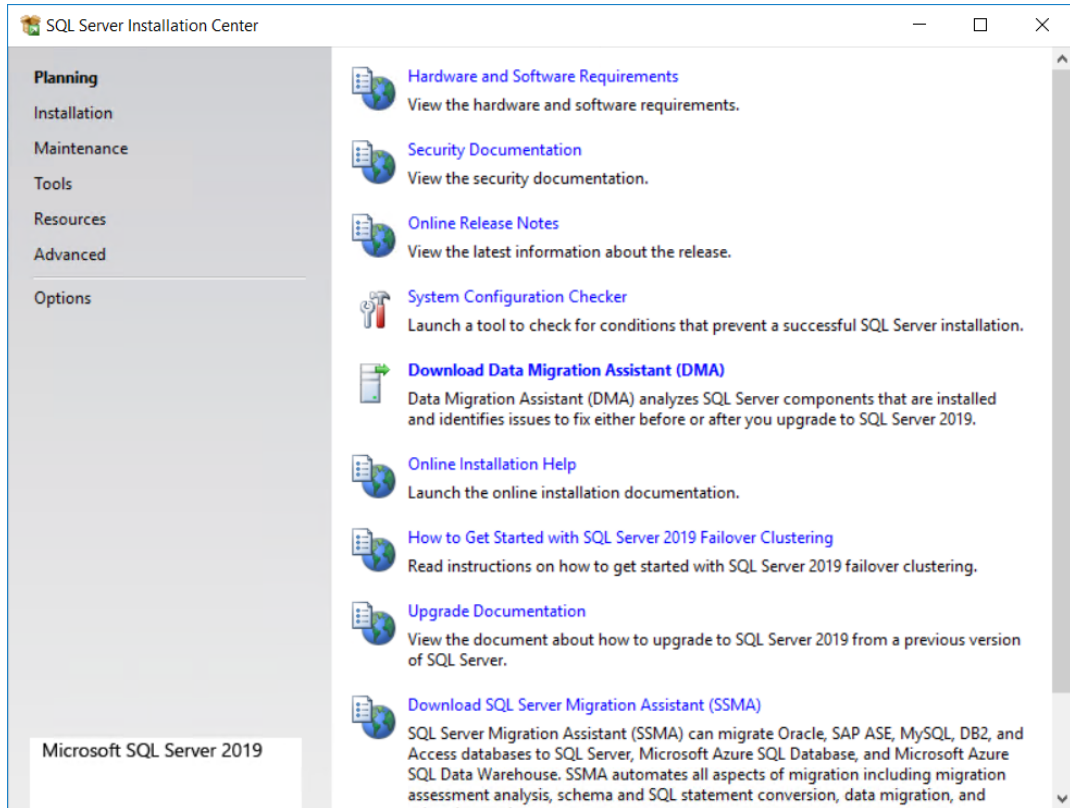 SQL Server Installation Center
Planning
Installation
Maintenance
Tools
Resources
Advanced
Options
Microsoft SQL Server 2019
Hardware and Software Requirements
View the hardware and software requirements.
Security Documentation
View the security documentation.
Online Release Notes
View the latest information about the release.
System Configuration Checker
Launch a tool to check for conditions that prevent a successful SQL Server installation.
Download Data Migration Assistant (DMA)
Data Migration Assistant (DMA) analyzes SQL Server components that are installed
and identifies issues to fix either before or after you upgrade to SQL Server 2019.
Online Installation Help
Launch the online installation documentation.
How to Get Started with SQL Server 2019 Failover Clustering
Read instructions on how to get started with SQL Server 2019 failover clustering.
Upgrade Documentation
View the document about how to upgrade to SQL Server 2019 from a previous version
of SQL Server.
Download SQL Server Migration Assistant (SSMA)
SQL Server Migration Assistant (SSMA) can migrate Oracle, SAP ASE, MySQL, DB2, and
Access databases to SQL Server, Microsoft Azure SQL Database, and Microsoft Azure
SQL Data Warehouse. SSMA automates all aspects of migration including migration
assessment analysis, schema and SQL statement conversion, data migration, and